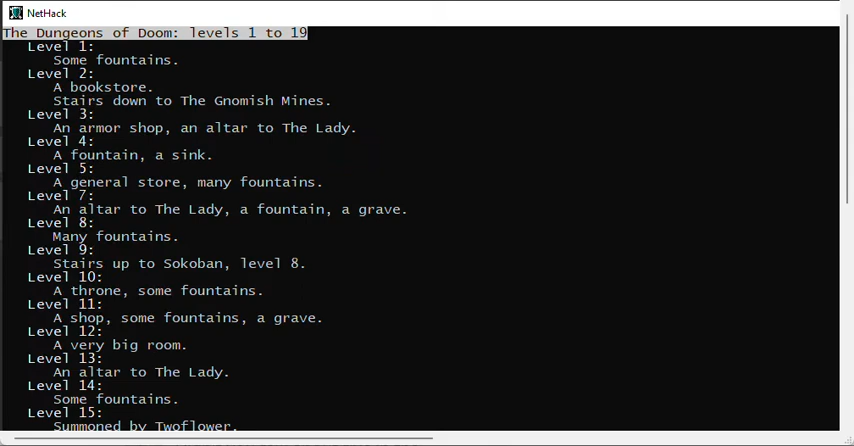 NetHack
The Dungeons of Doom: levels 1 to 19
Level 1:
Some fountains.
Level 2:
A bookstore.
Stairs down to The Gnomish Mines.
Level 3:
An armor shop, an altar to The Lady.
Level 4:
A fountain, a sink.
Level 5:
A general store, many fountains.
Level 7:
An altar to The Lady, a fountain, a grave.
Level 8:
Many fountains.
Level 9:
Stairs up to Sokoban, level 8.
Level 10:
A throne, some fountains.
Level 11:
A shop, some fountains, a grave.
Level 12:
A very big room.
Level 13:
An altar to The Lady.
Level 14:
Some fountains.
Level 15:
Summoned by Twoflower.